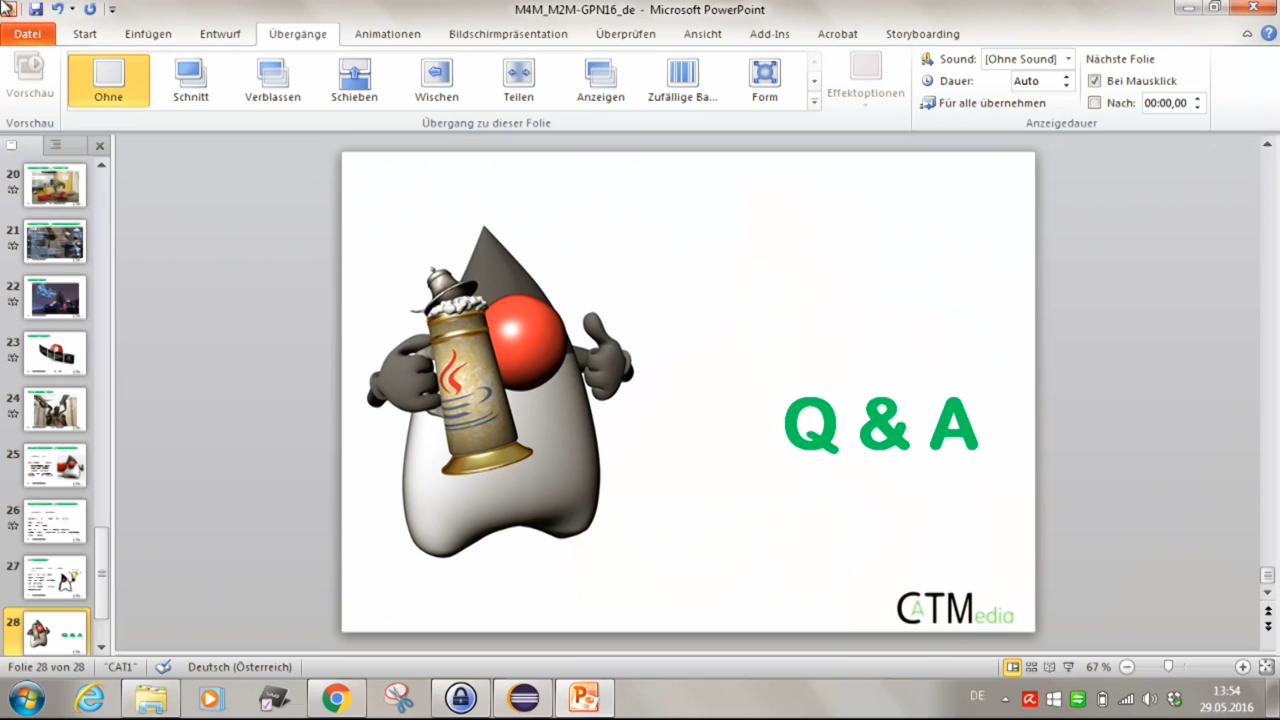 M4M_M2M-GPN16_de - Microsoft PowerPoint
Datei Start Einfügen Entwurf Übergänge Animationen Bildschirmpräsentation Überprüfen Ansicht Add-Ins Acrobat Storyboarding
Vorschau
Ohne Schnitt Verblassen Schieben Wischen Teilen Anzeigen Zufällige Ba... Form
Effektoptionen
Sound: [Ohne Sound] Nächste Folie
Dauer: Auto Bei Mausklick
Für alle übernehmen Nach: 00:00,00
Vorschau Übergang zu dieser Folie Anzeigedauer
20
21
22
23
24
25
26
27
28
Q & A
Q & A
CATMedia
Folie 28 von 28 "CAT1" Deutsch (Österreich) 67 %
DE 13:54
29.05.2016